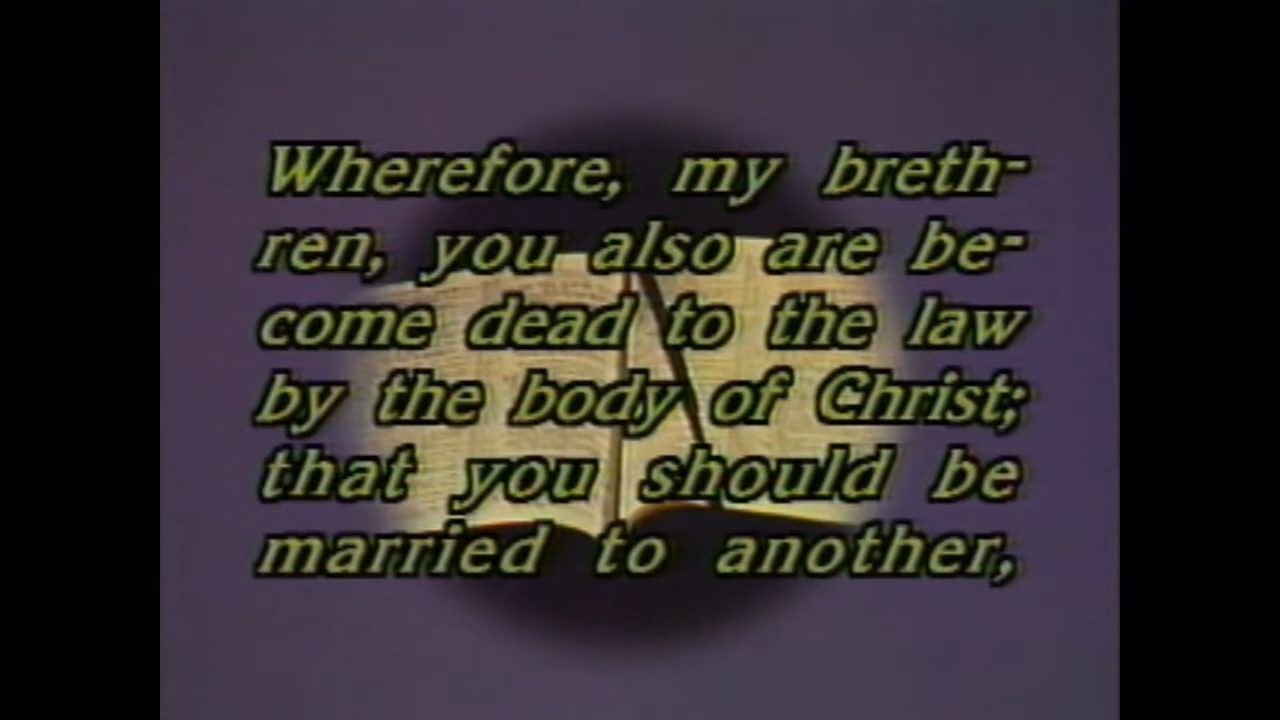 Wherefore, my breth-
ren, you also are be-
come dead to the law
by the body of Christ;
that you should be
married to another,